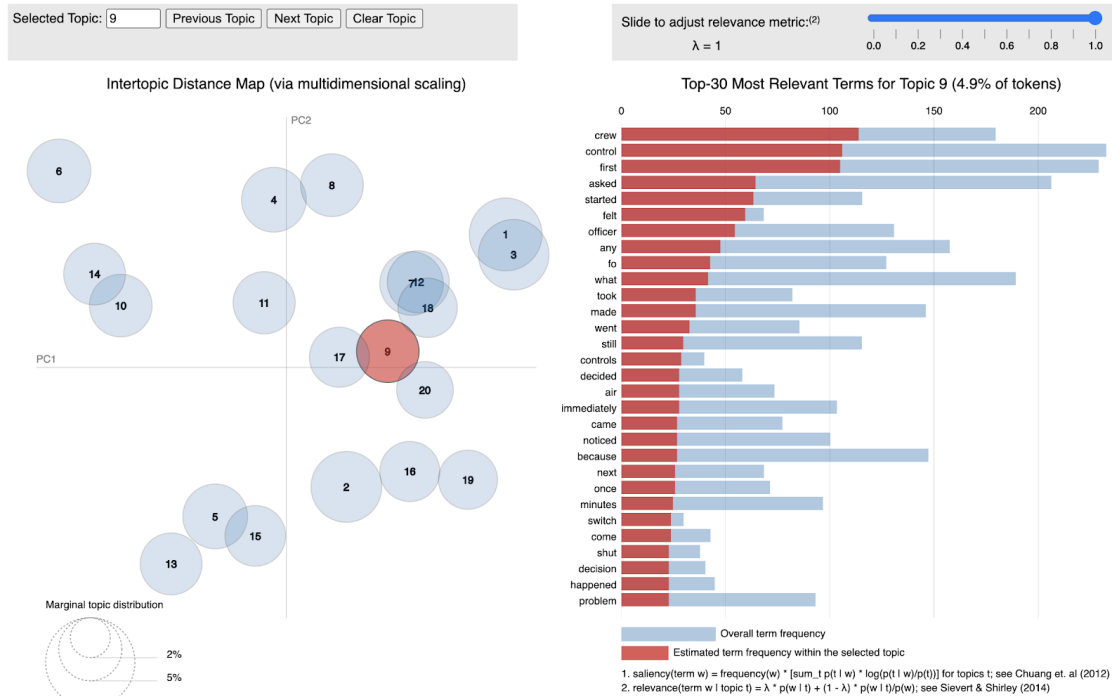 Selected Topic: 9 Previous Topic Next Topic Clear Topic
Slide to adjust relevance metric:(2)
λ = 1
0.0 0.2 0.4 0.6 0.8 1.0
Intertopic Distance Map (via multidimensional scaling)
PC2
PC1
6
4
8
1
3
14
10
11
7
12
18
17
9
20
2
16
19
5
15
13
Marginal topic distribution
2%
5%
Top-30 Most Relevant Terms for Topic 9 (4.9% of tokens)
0 50 100 150 200
crew
control
first
asked
started
felt
officer
any
fo
what
took
made
went
still
controls
decided
air
immediately
came
noticed
because
next
once
minutes
switch
come
shut
decision
happened
problem
Overall term frequency
Estimated term frequency within the selected topic
1. saliency(term w) = frequency(w) * [sum_t p(t | w) * log(p(t | w)/p(t))] for topics t; see Chuang et. al (2012)
2. relevance(term w | topic t) = λ * p(w | t) + (1 - λ) * p(w | t)/p(w); see Sievert & Shirley (2014)